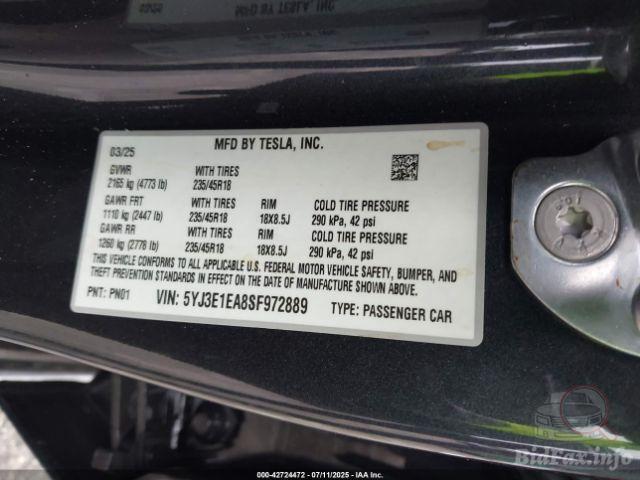 MFD BY TESLA, INC.
03/25
GVWR WITH TIRES
2165 kg (4773 lb) 235/45R18
GAWR FRT WITH TIRES RIM COLD TIRE PRESSURE
1110 kg (2447 lb) 235/45R18 18X8.5J 290 kPa, 42 psi
GAWR RR WITH TIRES RIM COLD TIRE PRESSURE
1260 kg (2778 lb) 235/45R18 18X8.5J 290 kPa, 42 psi
THIS VEHICLE CONFORMS TO ALL APPLICABLE U.S. FEDERAL MOTOR VEHICLE SAFETY, BUMPER, AND
THEFT PREVENTION STANDARDS IN EFFECT ON THE DATE OF MANUFACTURE SHOWN ABOVE.
PNT: PN01 VIN: 5YJ3E1EA8SF972889 TYPE: PASSENGER CAR
BidFax.info
000-42724472 - 07/11/2025 - IAA Inc.